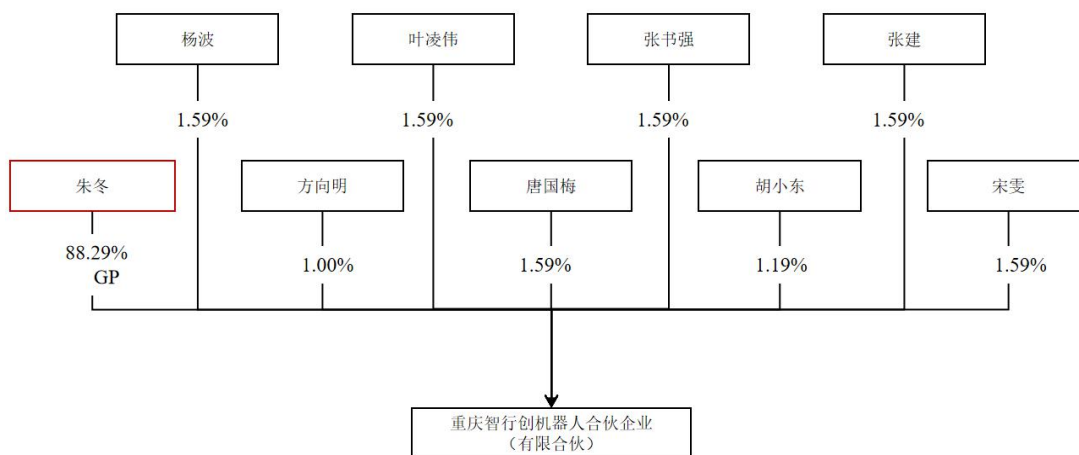 杨波
叶凌伟
张书强
张建
1.59%
1.59%
1.59%
1.59%
朱冬
方向明
唐国梅
胡小东
宋雯
88.29%
GP
1.00%
1.59%
1.19%
1.59%
重庆智行创机器人合伙企业
（有限合伙）